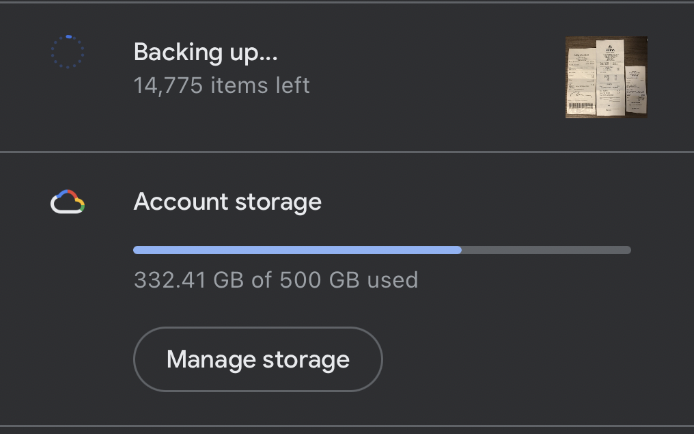 Backing up...
14,775 items left
Account storage
332.41 GB of 500 GB used
Manage storage